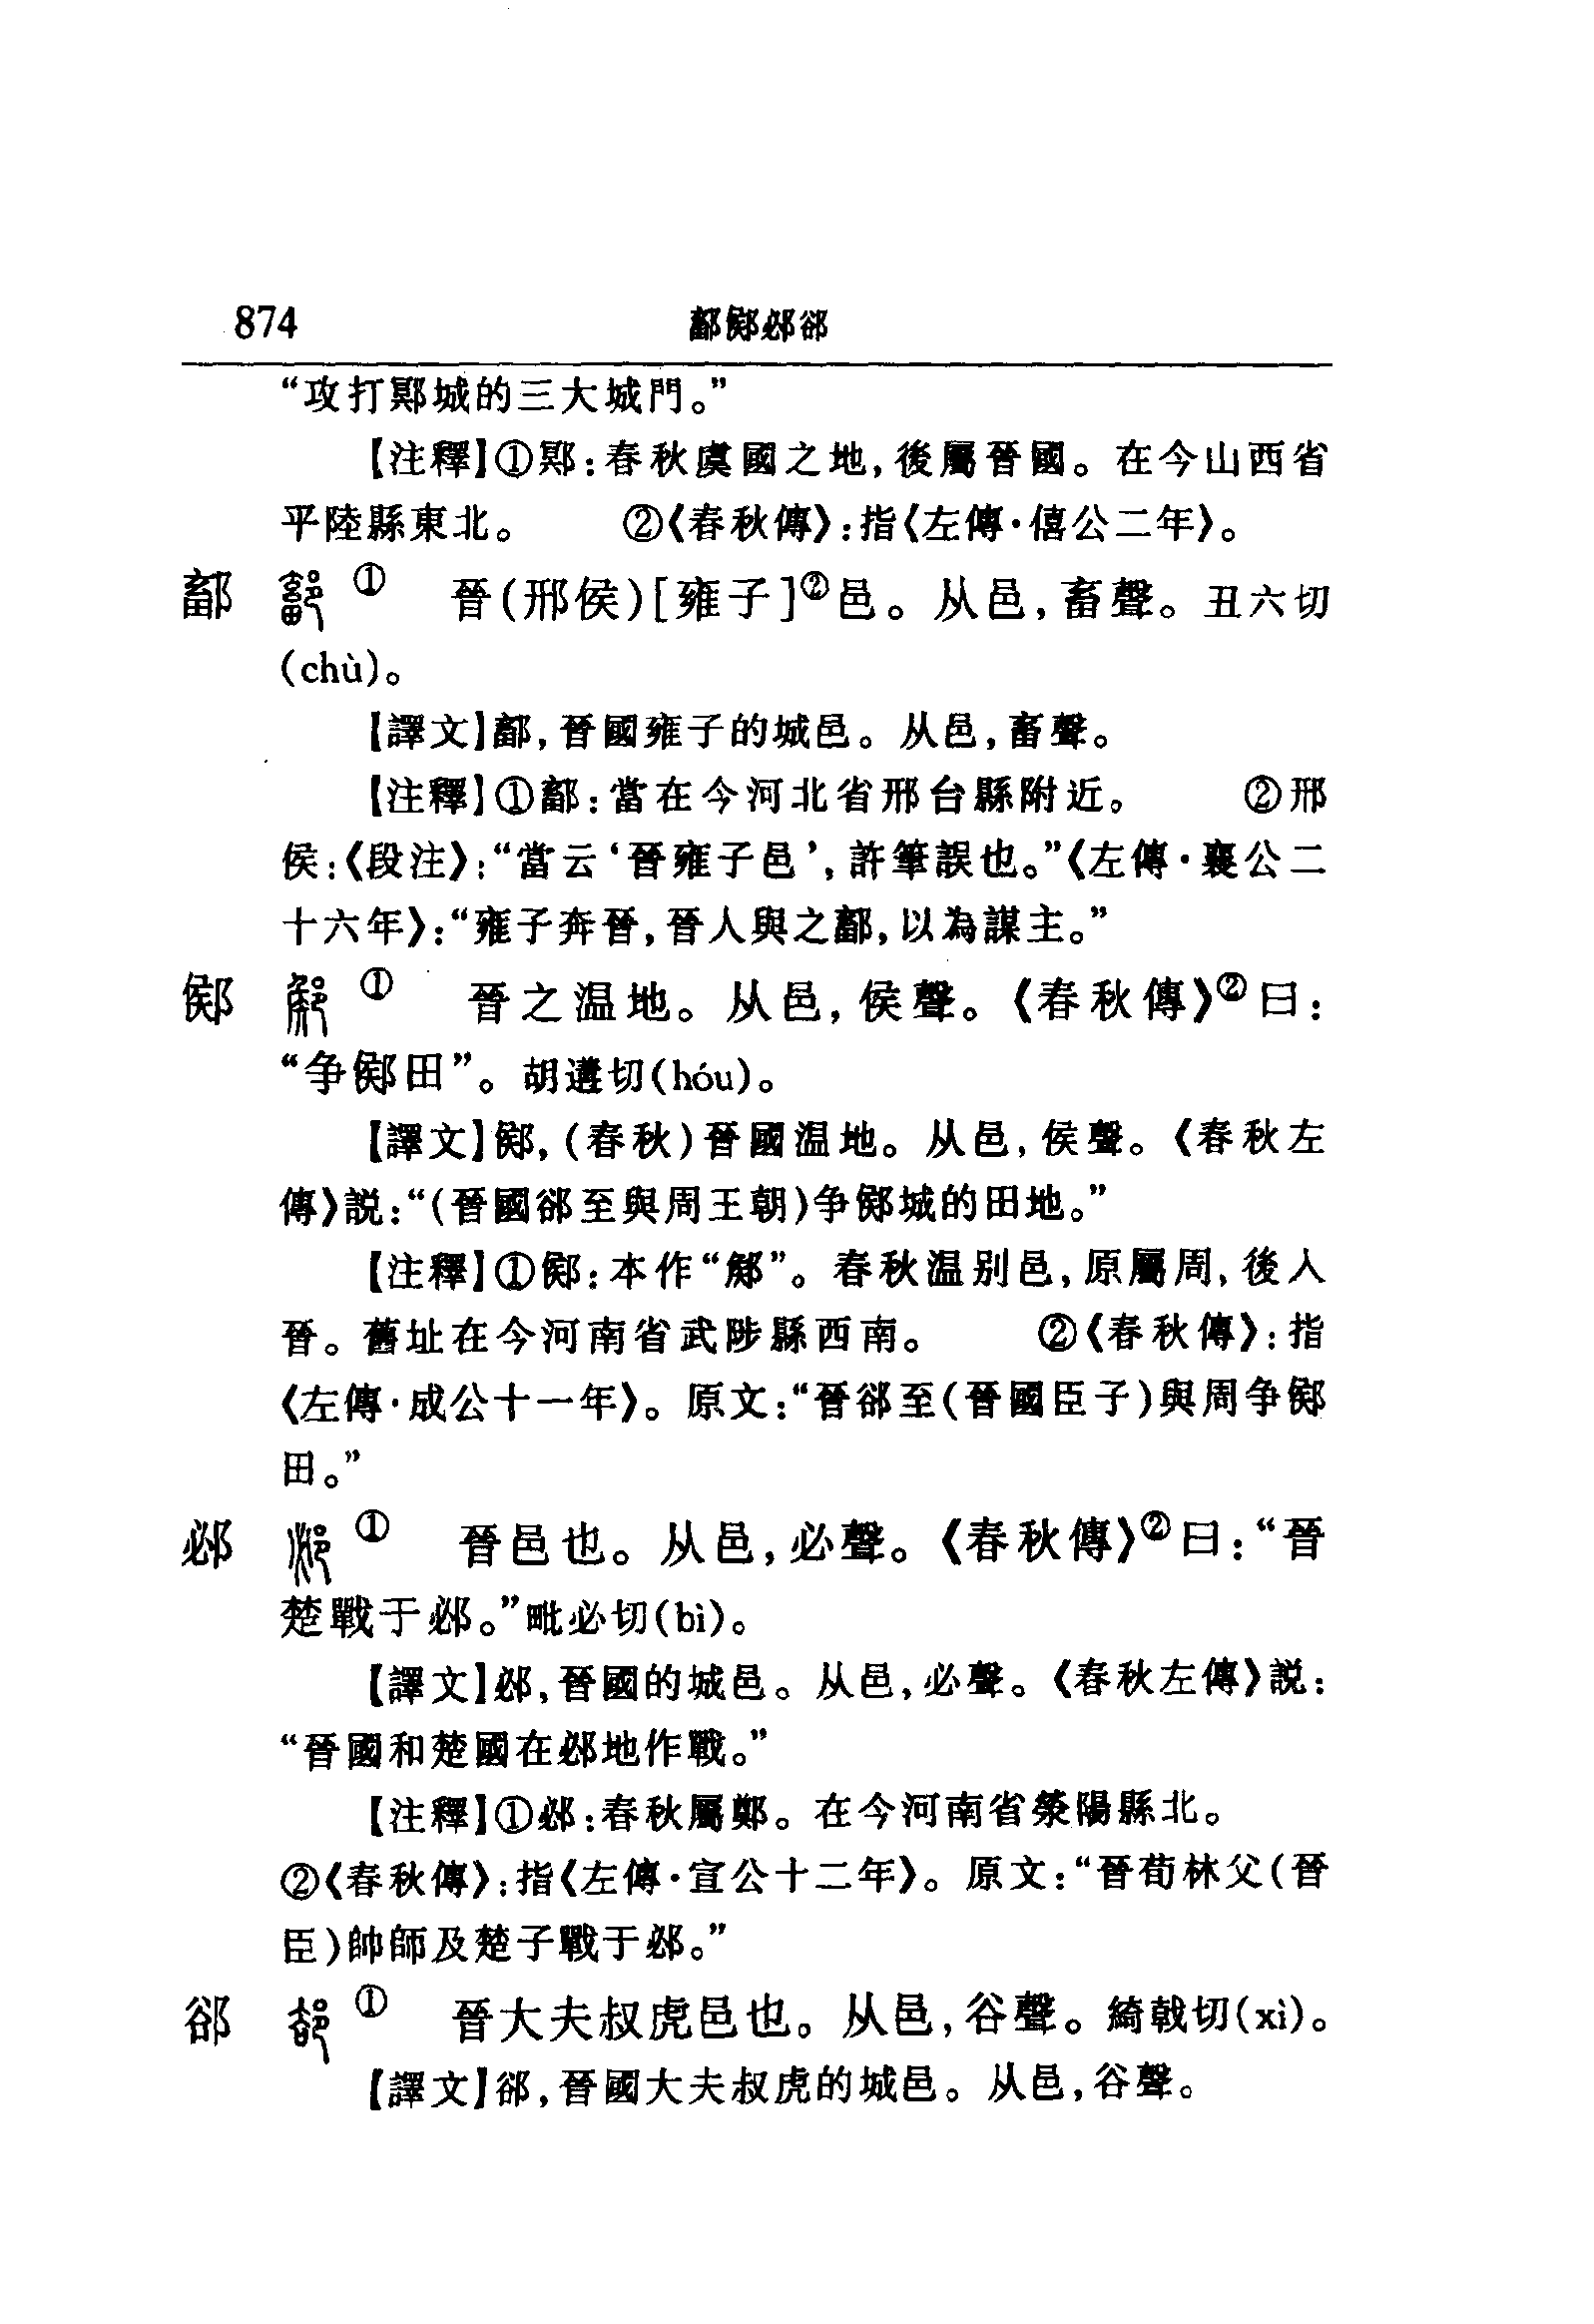 874 鄐鄇邲郤
“攻打鄍城的三大城門。”
【注釋】①鄍:春秋虞國之地,後屬晉國。在今山西省
平陸縣東北。 ②《春秋傳》:指《左傳·僖公二年》。
鄐 ① 晉(邢侯)[雍子]②邑。从邑,畜聲。丑六切
(chù)。
【譯文】鄐,晉國雍子的城邑。从邑,畜聲。
【注釋】①鄐:當在今河北省邢台縣附近。 ②邢
侯:《段注》:“當云‘晉雍子邑’,許筆誤也。”《左傳·襄公二
十六年》:“雍子奔晉,晉人與之鄐,以為謀主。”
鄇 ① 晉之温地。从邑,侯聲。《春秋傳》②曰:
“争鄇田”。胡遘切(hóu)。
【譯文】鄇,(春秋)晉國温地。从邑,侯聲。《春秋左
傳》説:“(晉國郤至與周王朝)争鄇城的田地。”
【注釋】①鄇:本作“”。春秋温别邑,原屬周,後入
晉。舊址在今河南省武陟縣西南。 ②《春秋傳》:指
《左傳·成公十一年》。原文:“晉郤至(晉國臣子)與周争鄇
田。”
邲 ① 晉邑也。从邑,必聲。《春秋傳》②曰:“晉
楚戰于邲。”毗必切(bì)。
【譯文】邲,晉國的城邑。从邑,必聲。《春秋左傳》説:
“晉國和楚國在邲地作戰。”
【注釋】①邲:春秋屬鄭。在今河南省滎陽縣北。
②《春秋傳》:指《左傳·宣公十二年》。原文:“晉荀林父(晉
臣)帥師及楚子戰于邲。”
郤 ① 晉大夫叔虎邑也。从邑,谷聲。綺戟切(xì)。
【譯文】郤,晉國大夫叔虎的城邑。从邑,谷聲。